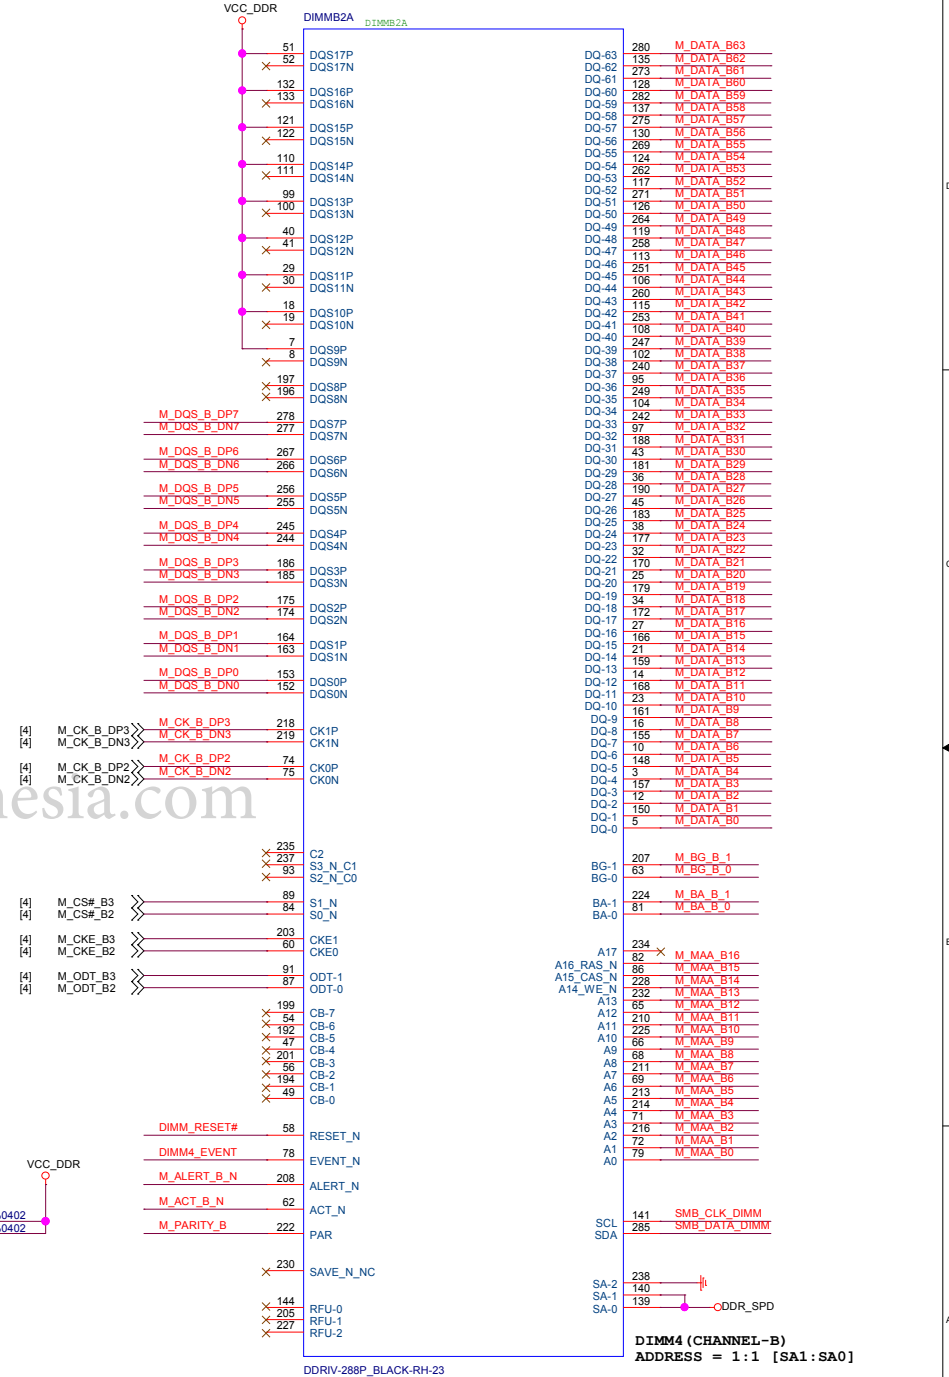 VCC_DDR
DIMMB2A DIMMB2A
51 DQS17P
52 DQS17N
132 DQS16P
133 DQS16N
121 DQS15P
122 DQS15N
110 DQS14P
111 DQS14N
99 DQS13P
100 DQS13N
40 DQS12P
41 DQS12N
29 DQS11P
30 DQS11N
18 DQS10P
19 DQS10N
7 DQS9P
8 DQS9N
197 DQS8P
196 DQS8N
M_DQS_B_DP7 278 DQS7P
M_DQS_B_DN7 277 DQS7N
M_DQS_B_DP6 267 DQS6P
M_DQS_B_DN6 266 DQS6N
M_DQS_B_DP5 256 DQS5P
M_DQS_B_DN5 255 DQS5N
M_DQS_B_DP4 245 DQS4P
M_DQS_B_DN4 244 DQS4N
M_DQS_B_DP3 186 DQS3P
M_DQS_B_DN3 185 DQS3N
M_DQS_B_DP2 175 DQS2P
M_DQS_B_DN2 174 DQS2N
M_DQS_B_DP1 164 DQS1P
M_DQS_B_DN1 163 DQS1N
M_DQS_B_DP0 153 DQS0P
M_DQS_B_DN0 152 DQS0N
[4] M_CK_B_DP3 M_CK_B_DP3 218 CK1P
[4] M_CK_B_DN3 M_CK_B_DN3 219 CK1N
[4] M_CK_B_DP2 M_CK_B_DP2 74 CK0P
[4] M_CK_B_DN2 M_CK_B_DN2 75 CK0N
nesia.com
235 C2
237 S3_N_C1
93 S2_N_C0
[4] M_CS#_B3 89 S1_N
[4] M_CS#_B2 84 S0_N
[4] M_CKE_B3 203 CKE1
[4] M_CKE_B2 60 CKE0
[4] M_ODT_B3 91 ODT-1
[4] M_ODT_B2 87 ODT-0
199 CB-7
54 CB-6
192 CB-5
47 CB-4
201 CB-3
56 CB-2
194 CB-1
49 CB-0
DIMM_RESET# 58 RESET_N
DIMM4_EVENT 78 EVENT_N
M_ALERT_B_N 208 ALERT_N
M_ACT_B_N 62 ACT_N
M_PARITY_B 222 PAR
VCC_DDR
0402
0402
230 SAVE_N_NC
144 RFU-0
205 RFU-1
227 RFU-2
DQ-63 280 M_DATA_B63
DQ-62 135 M_DATA_B62
DQ-61 273 M_DATA_B61
DQ-60 128 M_DATA_B60
DQ-59 282 M_DATA_B59
DQ-58 137 M_DATA_B58
DQ-57 275 M_DATA_B57
DQ-56 130 M_DATA_B56
DQ-55 269 M_DATA_B55
DQ-54 124 M_DATA_B54
DQ-53 262 M_DATA_B53
DQ-52 117 M_DATA_B52
DQ-51 271 M_DATA_B51
DQ-50 126 M_DATA_B50
DQ-49 264 M_DATA_B49
DQ-48 119 M_DATA_B48
DQ-47 258 M_DATA_B47
DQ-46 113 M_DATA_B46
DQ-45 251 M_DATA_B45
DQ-44 106 M_DATA_B44
DQ-43 260 M_DATA_B43
DQ-42 115 M_DATA_B42
DQ-41 253 M_DATA_B41
DQ-40 108 M_DATA_B40
DQ-39 247 M_DATA_B39
DQ-38 102 M_DATA_B38
DQ-37 240 M_DATA_B37
DQ-36 95 M_DATA_B36
DQ-35 249 M_DATA_B35
DQ-34 104 M_DATA_B34
DQ-33 242 M_DATA_B33
DQ-32 97 M_DATA_B32
DQ-31 188 M_DATA_B31
DQ-30 43 M_DATA_B30
DQ-29 181 M_DATA_B29
DQ-28 36 M_DATA_B28
DQ-27 190 M_DATA_B27
DQ-26 45 M_DATA_B26
DQ-25 183 M_DATA_B25
DQ-24 38 M_DATA_B24
DQ-23 177 M_DATA_B23
DQ-22 32 M_DATA_B22
DQ-21 170 M_DATA_B21
DQ-20 25 M_DATA_B20
DQ-19 179 M_DATA_B19
DQ-18 34 M_DATA_B18
DQ-17 172 M_DATA_B17
DQ-16 27 M_DATA_B16
DQ-15 166 M_DATA_B15
DQ-14 21 M_DATA_B14
DQ-13 159 M_DATA_B13
DQ-12 14 M_DATA_B12
DQ-11 168 M_DATA_B11
DQ-10 23 M_DATA_B10
DQ-9 161 M_DATA_B9
DQ-8 16 M_DATA_B8
DQ-7 155 M_DATA_B7
DQ-6 10 M_DATA_B6
DQ-5 148 M_DATA_B5
DQ-4 3 M_DATA_B4
DQ-3 157 M_DATA_B3
DQ-2 12 M_DATA_B2
DQ-1 150 M_DATA_B1
DQ-0 5 M_DATA_B0
BG-1 207 M_BG_B_1
BG-0 63 M_BG_B_0
BA-1 224 M_BA_B_1
BA-0 81 M_BA_B_0
A17 234
A16_RAS_N 82 M_MAA_B16
A15_CAS_N 86 M_MAA_B15
A14_WE_N 228 M_MAA_B14
A13 232 M_MAA_B13
A12 65 M_MAA_B12
A11 210 M_MAA_B11
A10 225 M_MAA_B10
A9 66 M_MAA_B9
A8 68 M_MAA_B8
A7 211 M_MAA_B7
A6 69 M_MAA_B6
A5 213 M_MAA_B5
A4 214 M_MAA_B4
A3 71 M_MAA_B3
A2 216 M_MAA_B2
A1 72 M_MAA_B1
A0 79 M_MAA_B0
SCL 141 SMB_CLK_DIMM
SDA 285 SMB_DATA_DIMM
SA-2 238
SA-1 140
SA-0 139 DDR_SPD
DIMM4(CHANNEL-B)
ADDRESS = 1:1 [SA1:SA0]
DDRIV-288P_BLACK-RH-23